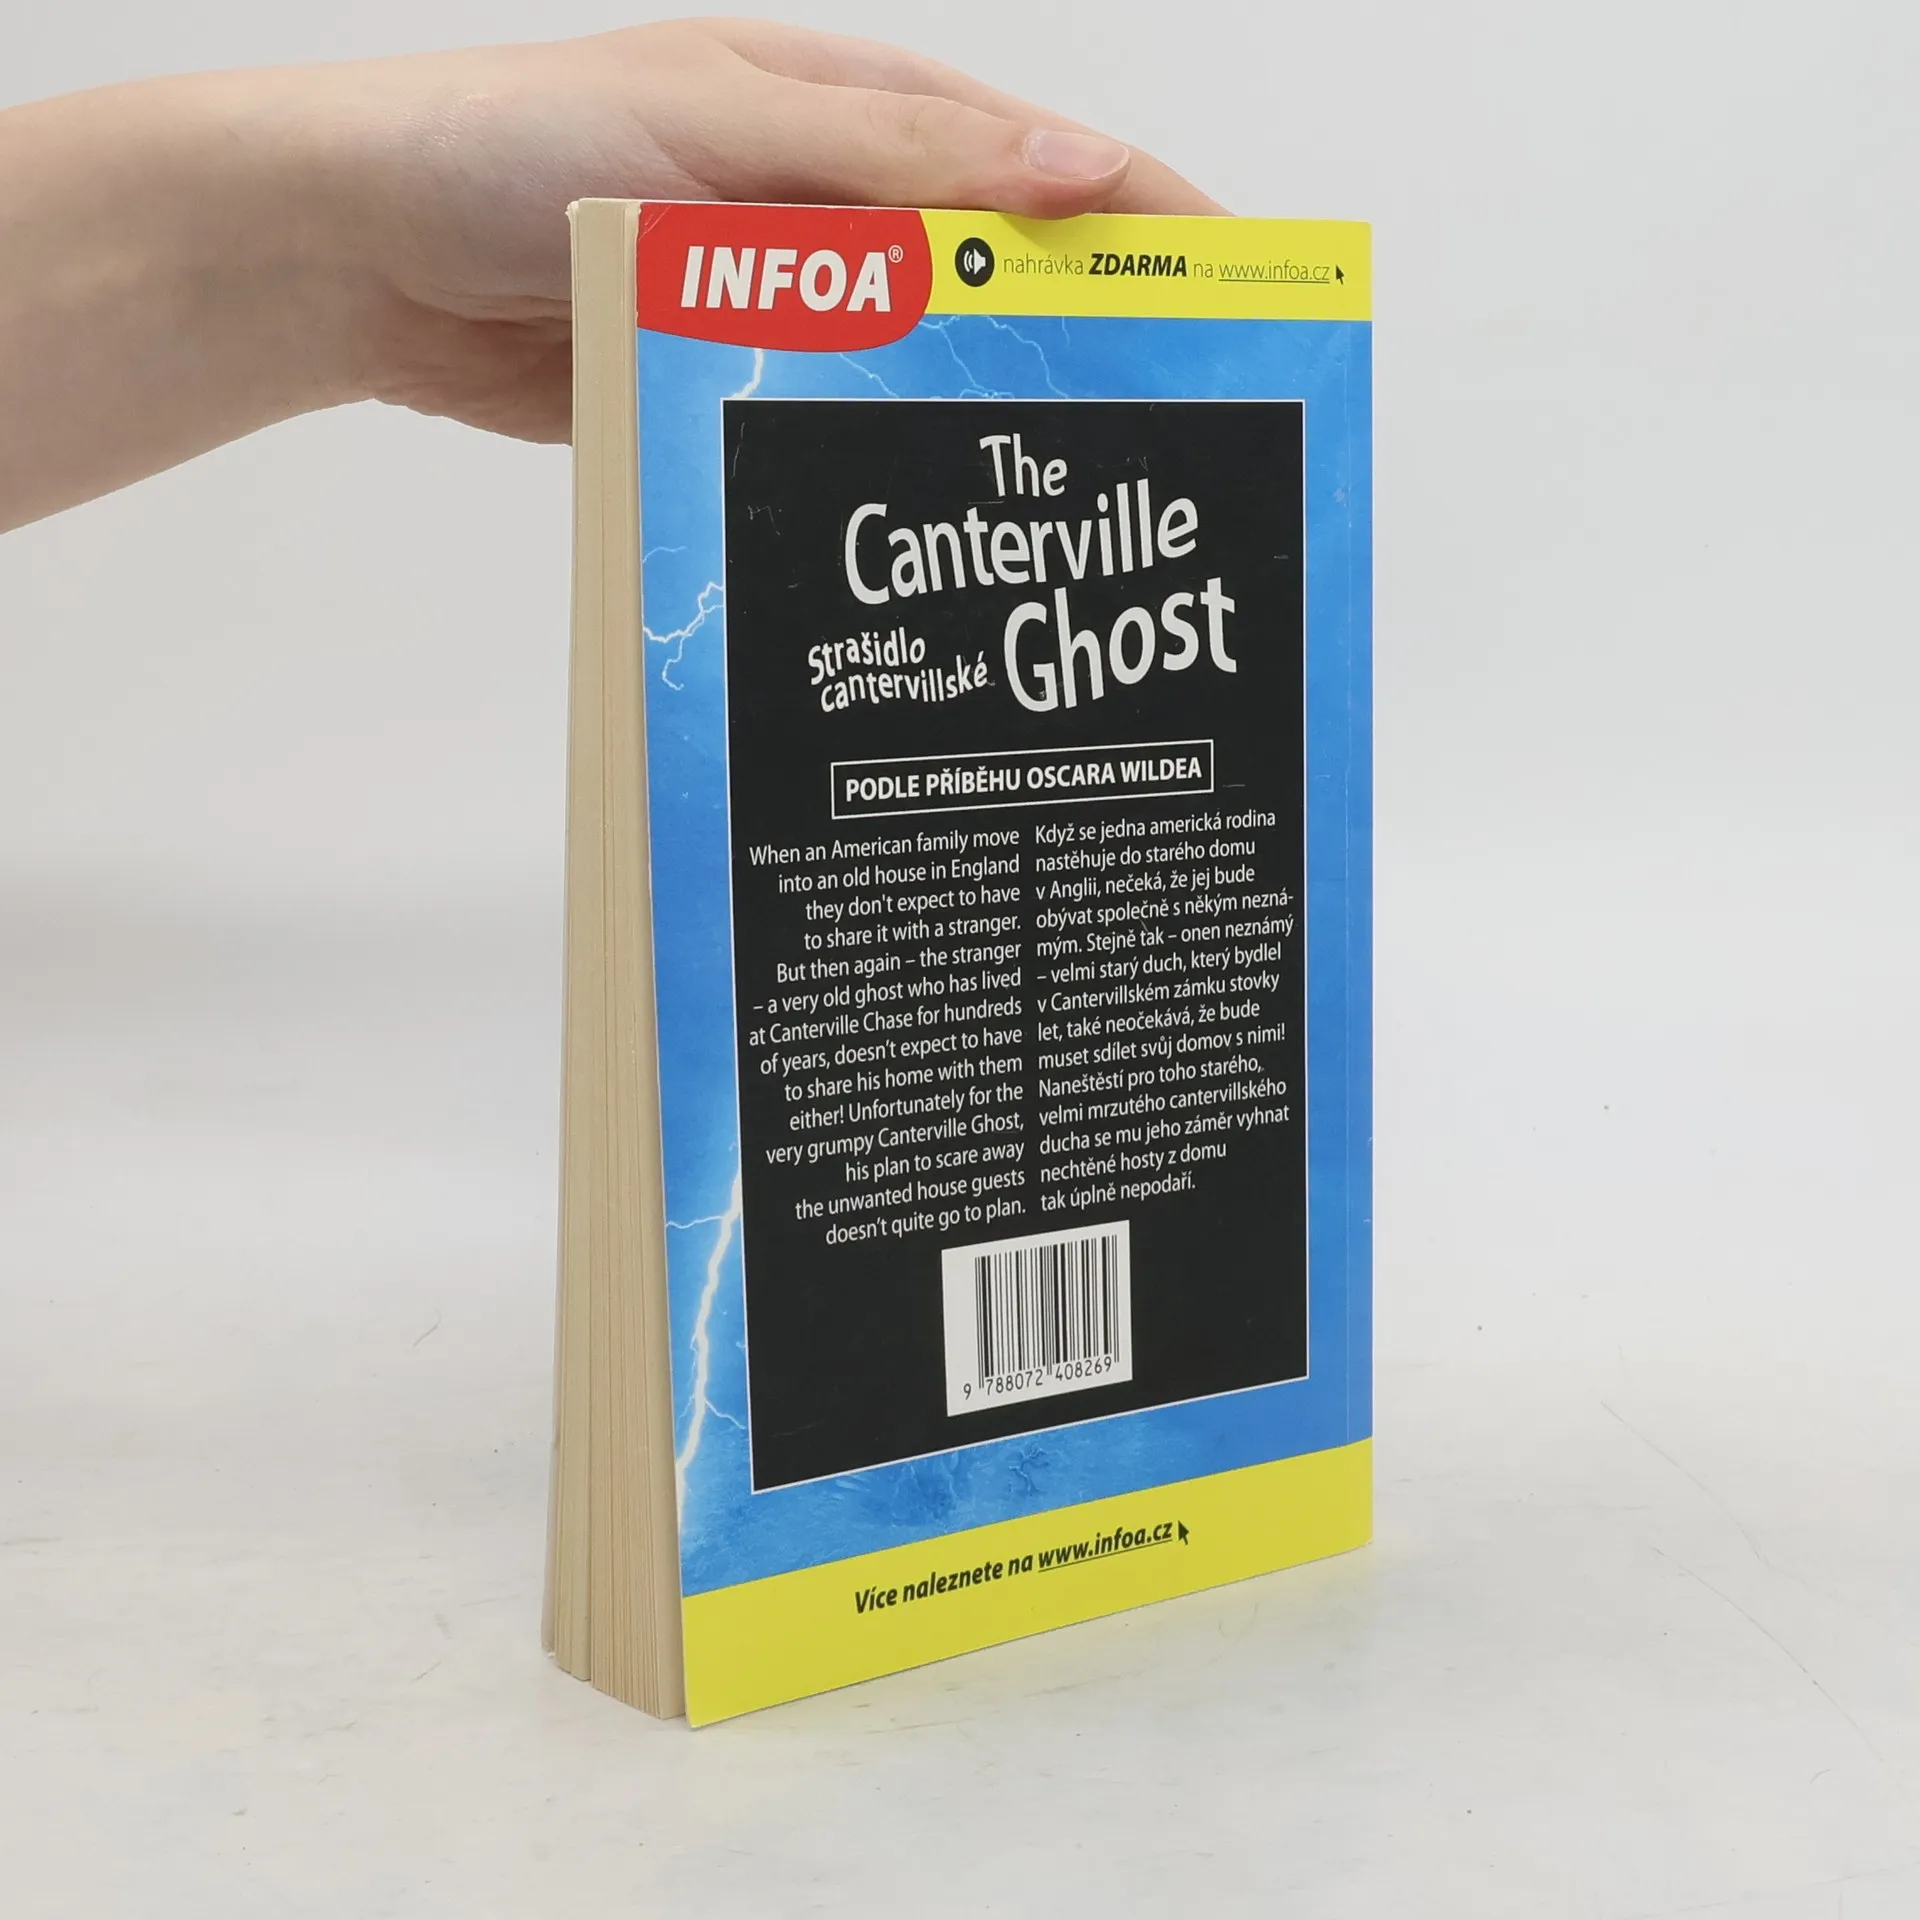 INFOA®
nahrávka ZDARMA na www.infoa.cz
The
Canterville
Ghost
Strašidlo
cantervillské
PODLE PŘÍBĚHU OSCARA WILDEA
When an American family move
into an old house in England
they don't expect to have
to share it with a stranger.
But then again – the stranger
– a very old ghost who has lived
at Canterville Chase for hundreds
of years, doesn't expect to have
to share his home with them
either! Unfortunately for the
very grumpy Canterville Ghost,
his plan to scare away
the unwanted house guests
doesn't quite go to plan.
Když se jedna americká rodina
nastěhuje do starého domu
v Anglii, nečeká, že jej bude
obývat společně s někým nezná-
mým. Stejně tak – onen neznámý
– velmi starý duch, který bydlel
v Cantervillském zámku stovky
let, také neočekává, že bude
muset sdílet svůj domov s nimi!
Naneštěstí pro toho starého,
velmi mrzutého cantervillského
ducha se mu jeho záměr vyhnat
nechtěné hosty z domu
tak úplně nepodaří.
9 788072 408269
Více naleznete na www.infoa.cz